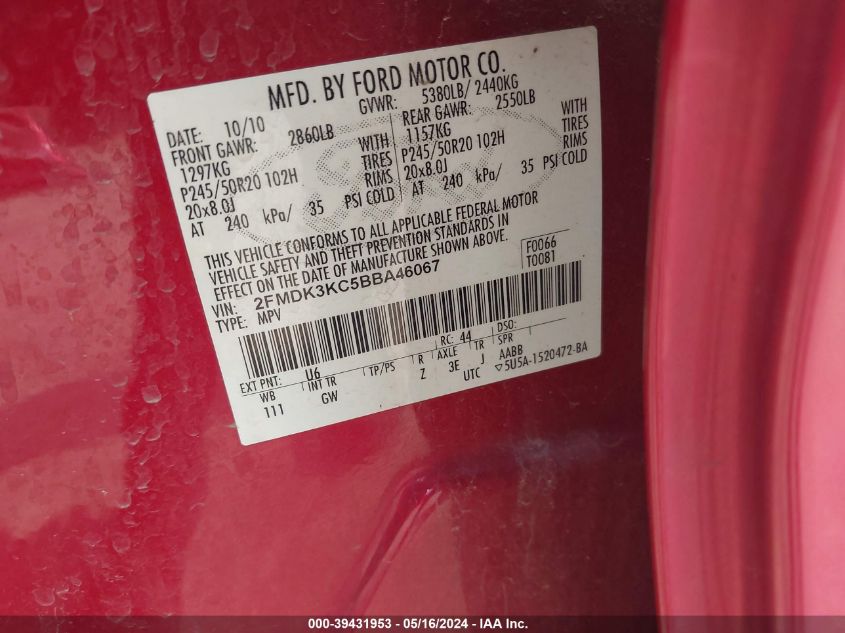 MFD. BY FORD MOTOR CO.
DATE: 10/10 GVWR: 5380LB/ 2440KG
FRONT GAWR: 2860LB REAR GAWR: 2550LB
1297KG WITH 1157KG WITH
P245/50R20 102H TIRES P245/50R20 102H TIRES
20x8.0J RIMS 20x8.0J RIMS
AT 240 kPa/ 35 PSI COLD AT 240 kPa/ 35 PSI COLD
THIS VEHICLE CONFORMS TO ALL APPLICABLE FEDERAL MOTOR
VEHICLE SAFETY AND THEFT PREVENTION STANDARDS IN
EFFECT ON THE DATE OF MANUFACTURE SHOWN ABOVE.
VIN: 2FMDK3KC5BBA46067 F0066
TYPE: MPV T0081
EXT PNT: U6 RC: 44 DSO:
WB INT TR TP/PS R AXLE TR SPR
111 GW Z 3E J AABB
UTC ▽5U5A-1520472-BA
000-39431953 - 05/16/2024 - IAA Inc.